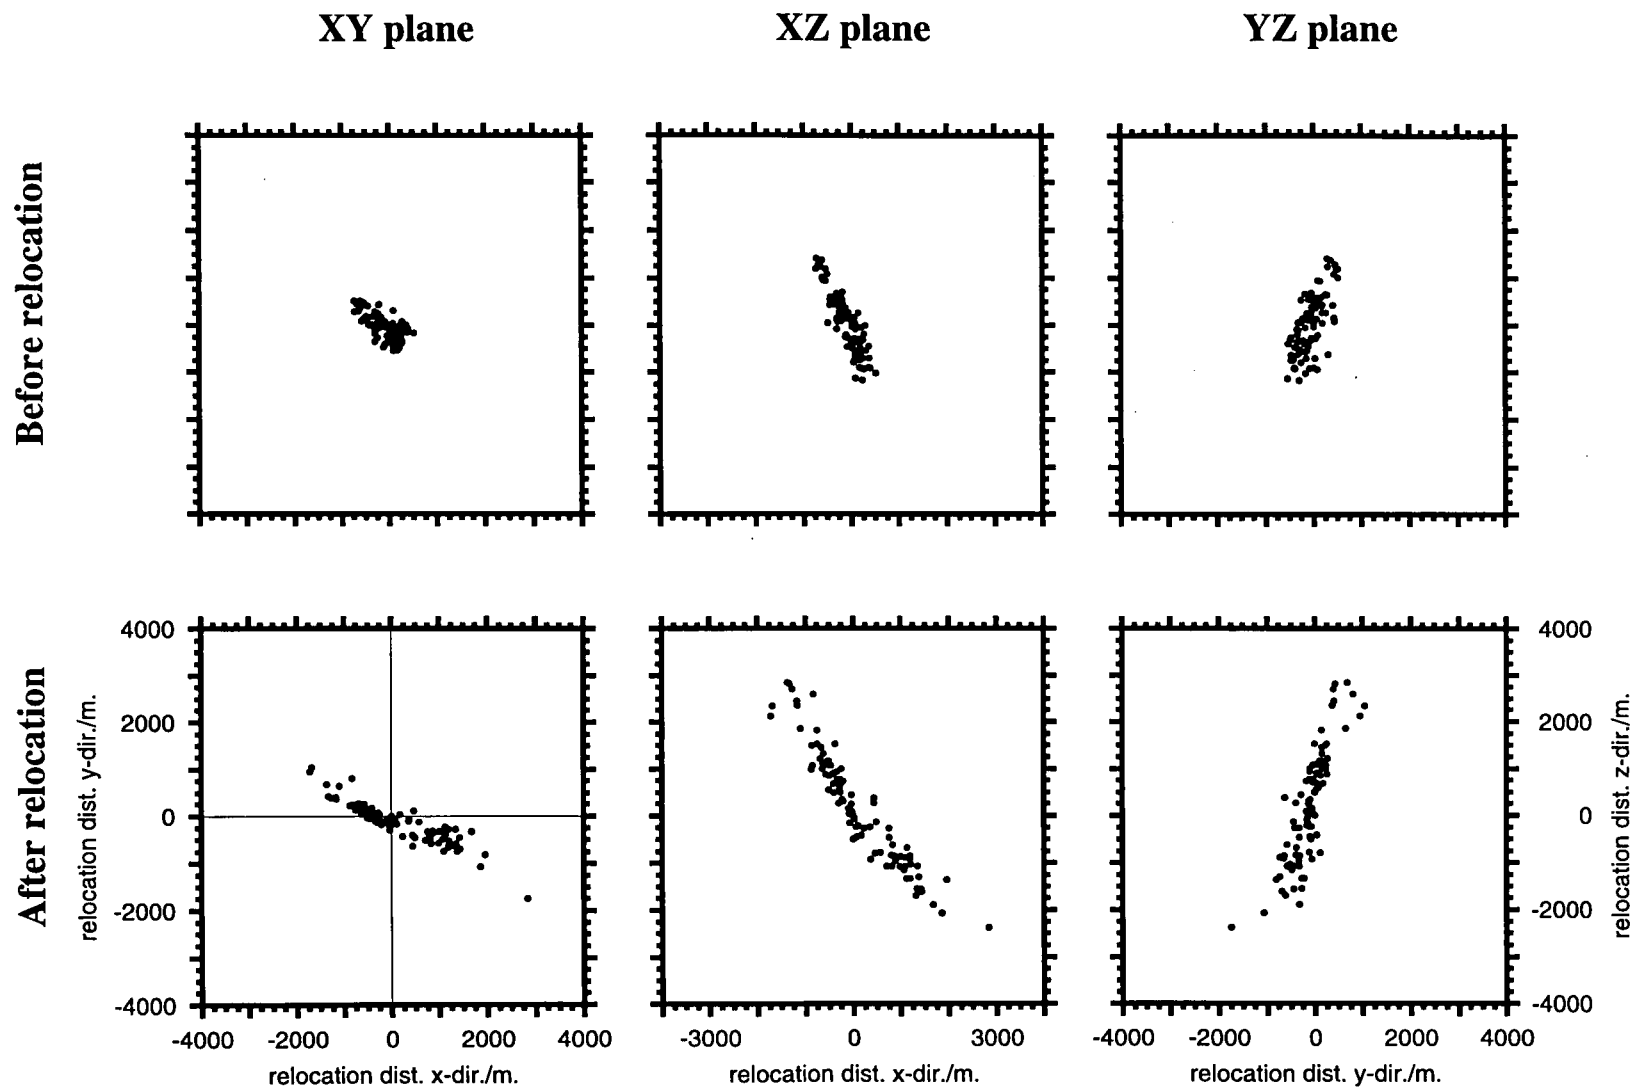 XY plane
XZ plane
YZ plane
Before relocation
After relocation
relocation dist. y-dir./m.
4000
2000
0
-2000
-4000
4000
2000
0
-2000
-4000
relocation dist. z-dir./m.
-4000 -2000 0 2000 4000
-3000 0 3000
-4000 -2000 0 2000 4000
relocation dist. x-dir./m.
relocation dist. x-dir./m.
relocation dist. y-dir./m.